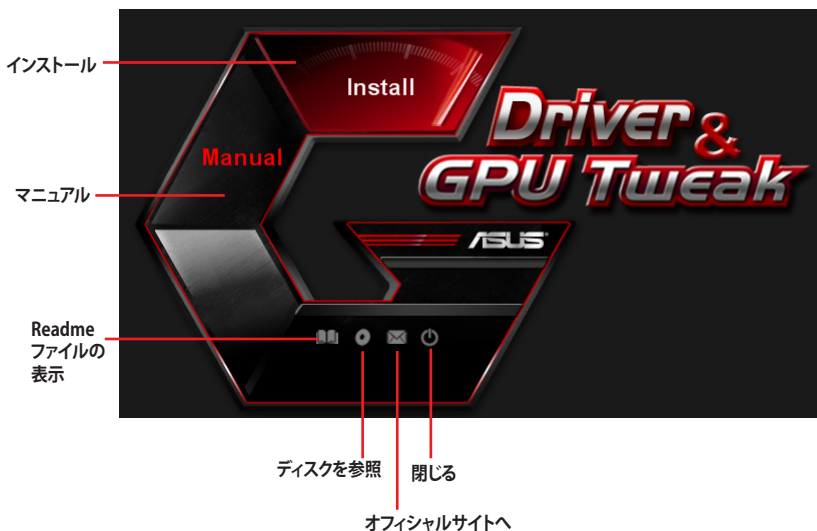 インストール
Install
Driver &
GPU Tweak
Manual
マニュアル
ASUS
Readme
ファイルの
表示
ディスクを参照
閉じる
オフィシャルサイトへ